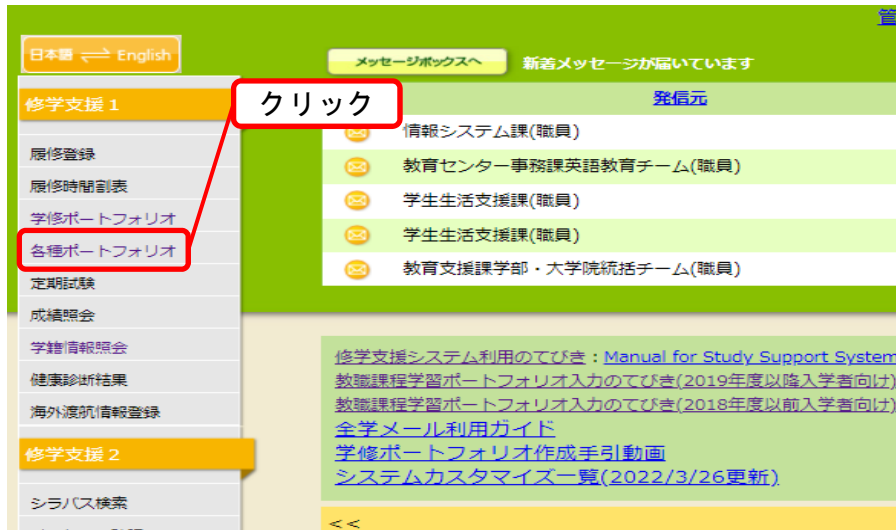 日本語 ⇌ English
修学支援1
履修登録
履修時間割表
学修ポートフォリオ
各種ポートフォリオ
定期試験
成績照会
学籍情報照会
健康診断結果
海外渡航情報登録
修学支援2
シラバス検索
クリック
メッセージボックスへ
新着メッセージが届いています
発信元
情報システム課(職員)
教育センター事務課英語教育チーム(職員)
学生生活支援課(職員)
学生生活支援課(職員)
教育支援課学部・大学院統括チーム(職員)
修学支援システム利用のてびき:Manual for Study Support System
教職課程学習ポートフォリオ入力のてびき(2019年度以降入学者向け)
教職課程学習ポートフォリオ入力のてびき(2018年度以前入学者向け)
全学メール利用ガイド
学修ポートフォリオ作成手引動画
システムカスタマイズ一覧(2022/3/26更新)
<<